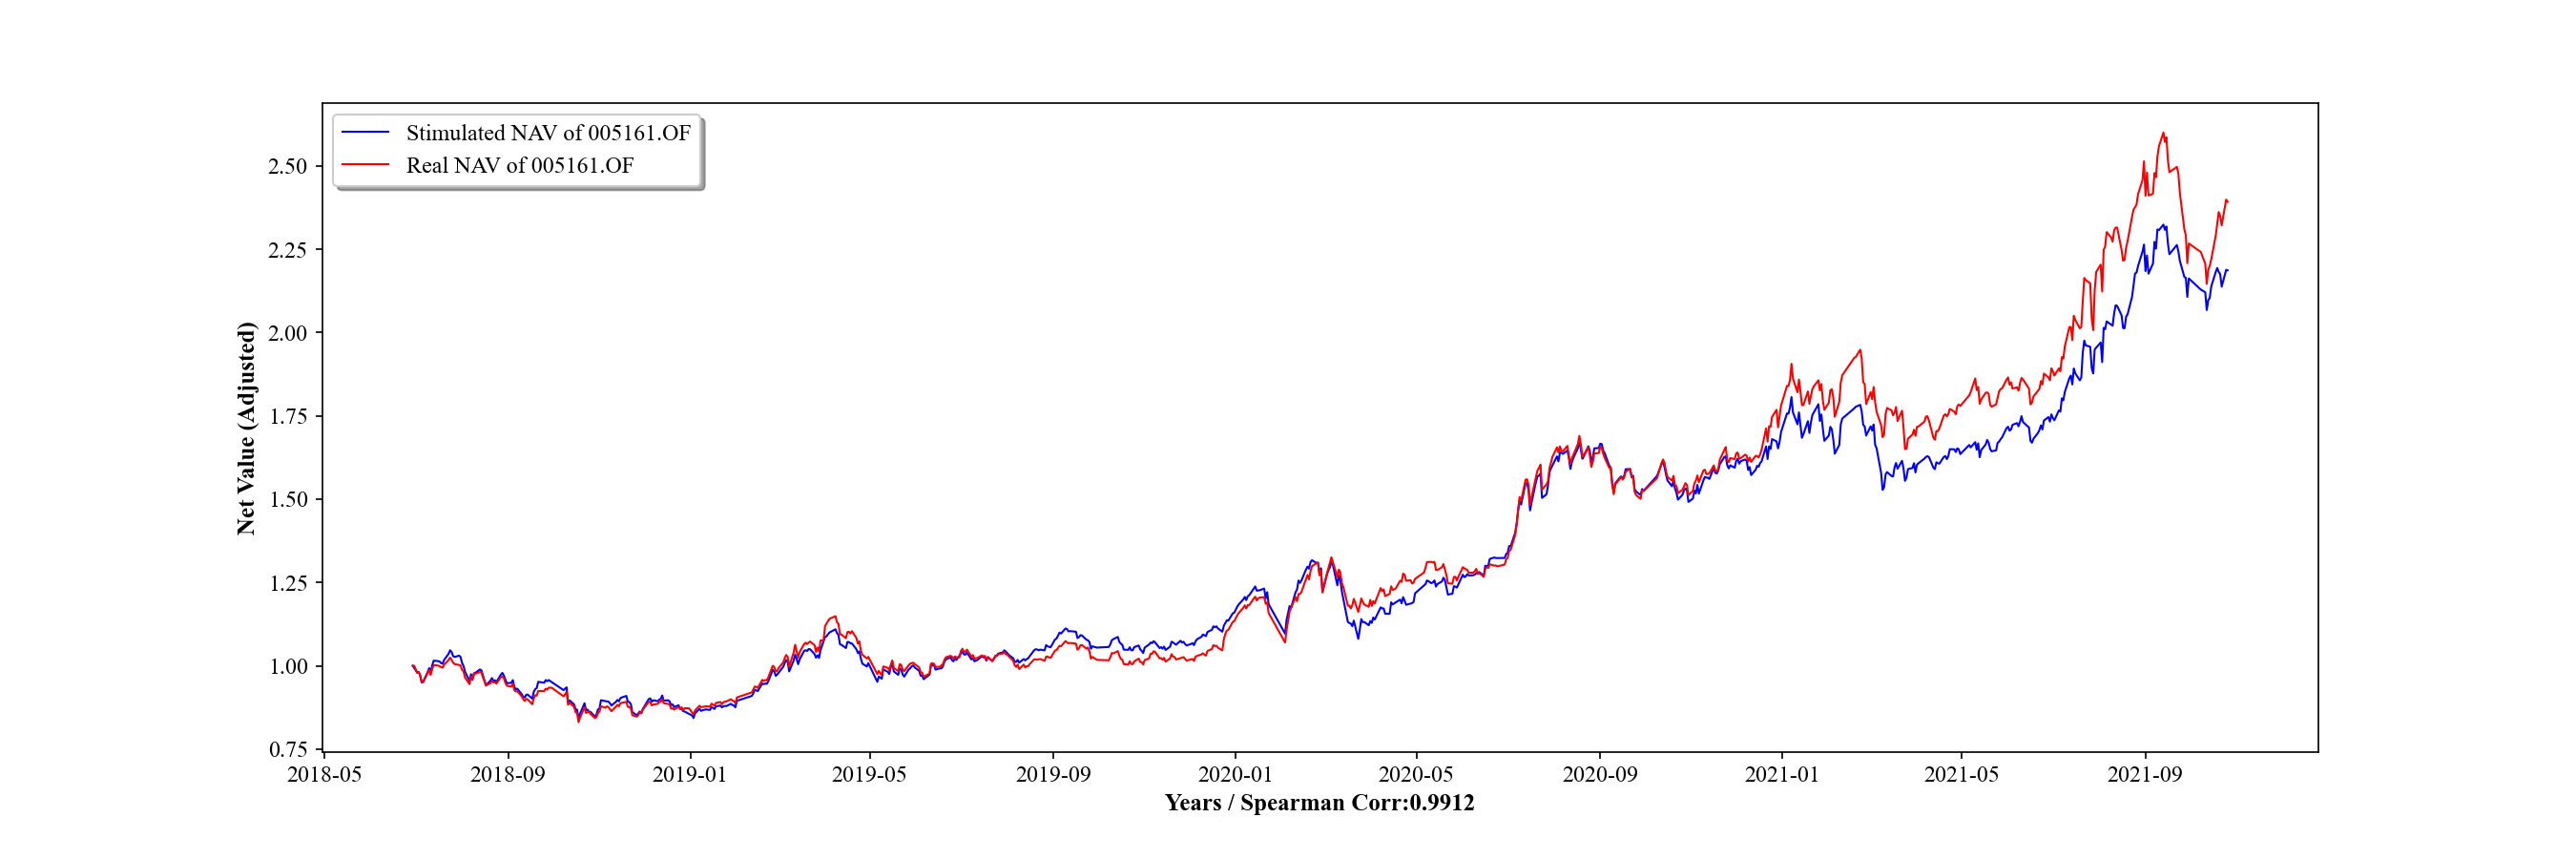 Stimulated NAV of 005161.OF
Real NAV of 005161.OF
Net Value (Adjusted)
2.50
2.25
2.00
1.75
1.50
1.25
1.00
0.75
2018-05 2018-09 2019-01 2019-05 2019-09 2020-01 2020-05 2020-09 2021-01 2021-05 2021-09
Years / Spearman Corr:0.9912